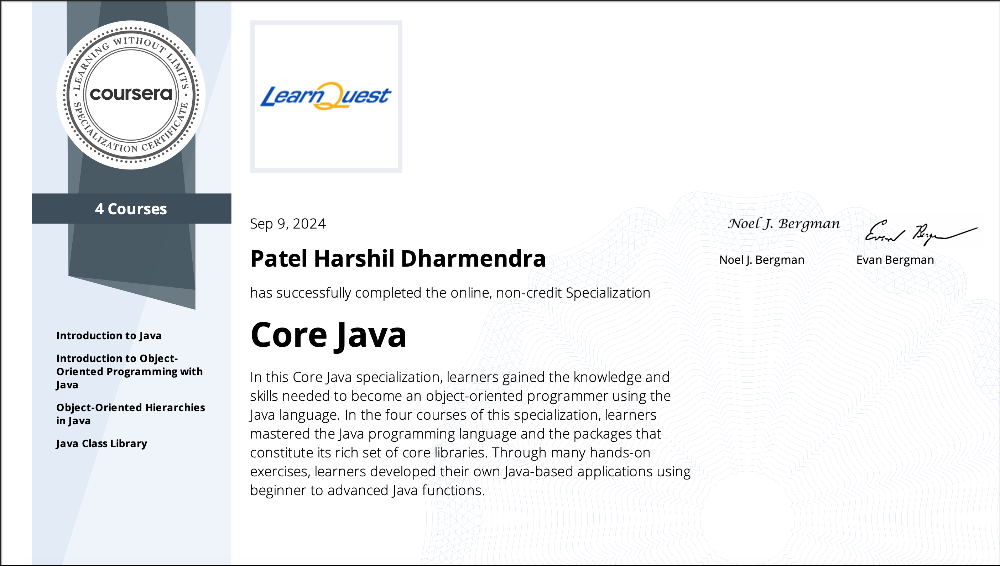 LEARNING WITHOUT LIMITS
coursera
SPECIALIZATION CERTIFICATE
4 Courses
Introduction to Java
Introduction to Object-
Oriented Programming with
Java
Object-Oriented Hierarchies
in Java
Java Class Library
LearnQuest
Sep 9, 2024
Patel Harshil Dharmendra
has successfully completed the online, non-credit Specialization
Core Java
In this Core Java specialization, learners gained the knowledge and
skills needed to become an object-oriented programmer using the
Java language. In the four courses of this specialization, learners
mastered the Java programming language and the packages that
constitute its rich set of core libraries. Through many hands-on
exercises, learners developed their own Java-based applications using
beginner to advanced Java functions.
Noel J. Bergman
Noel J. Bergman
Evan Bergman